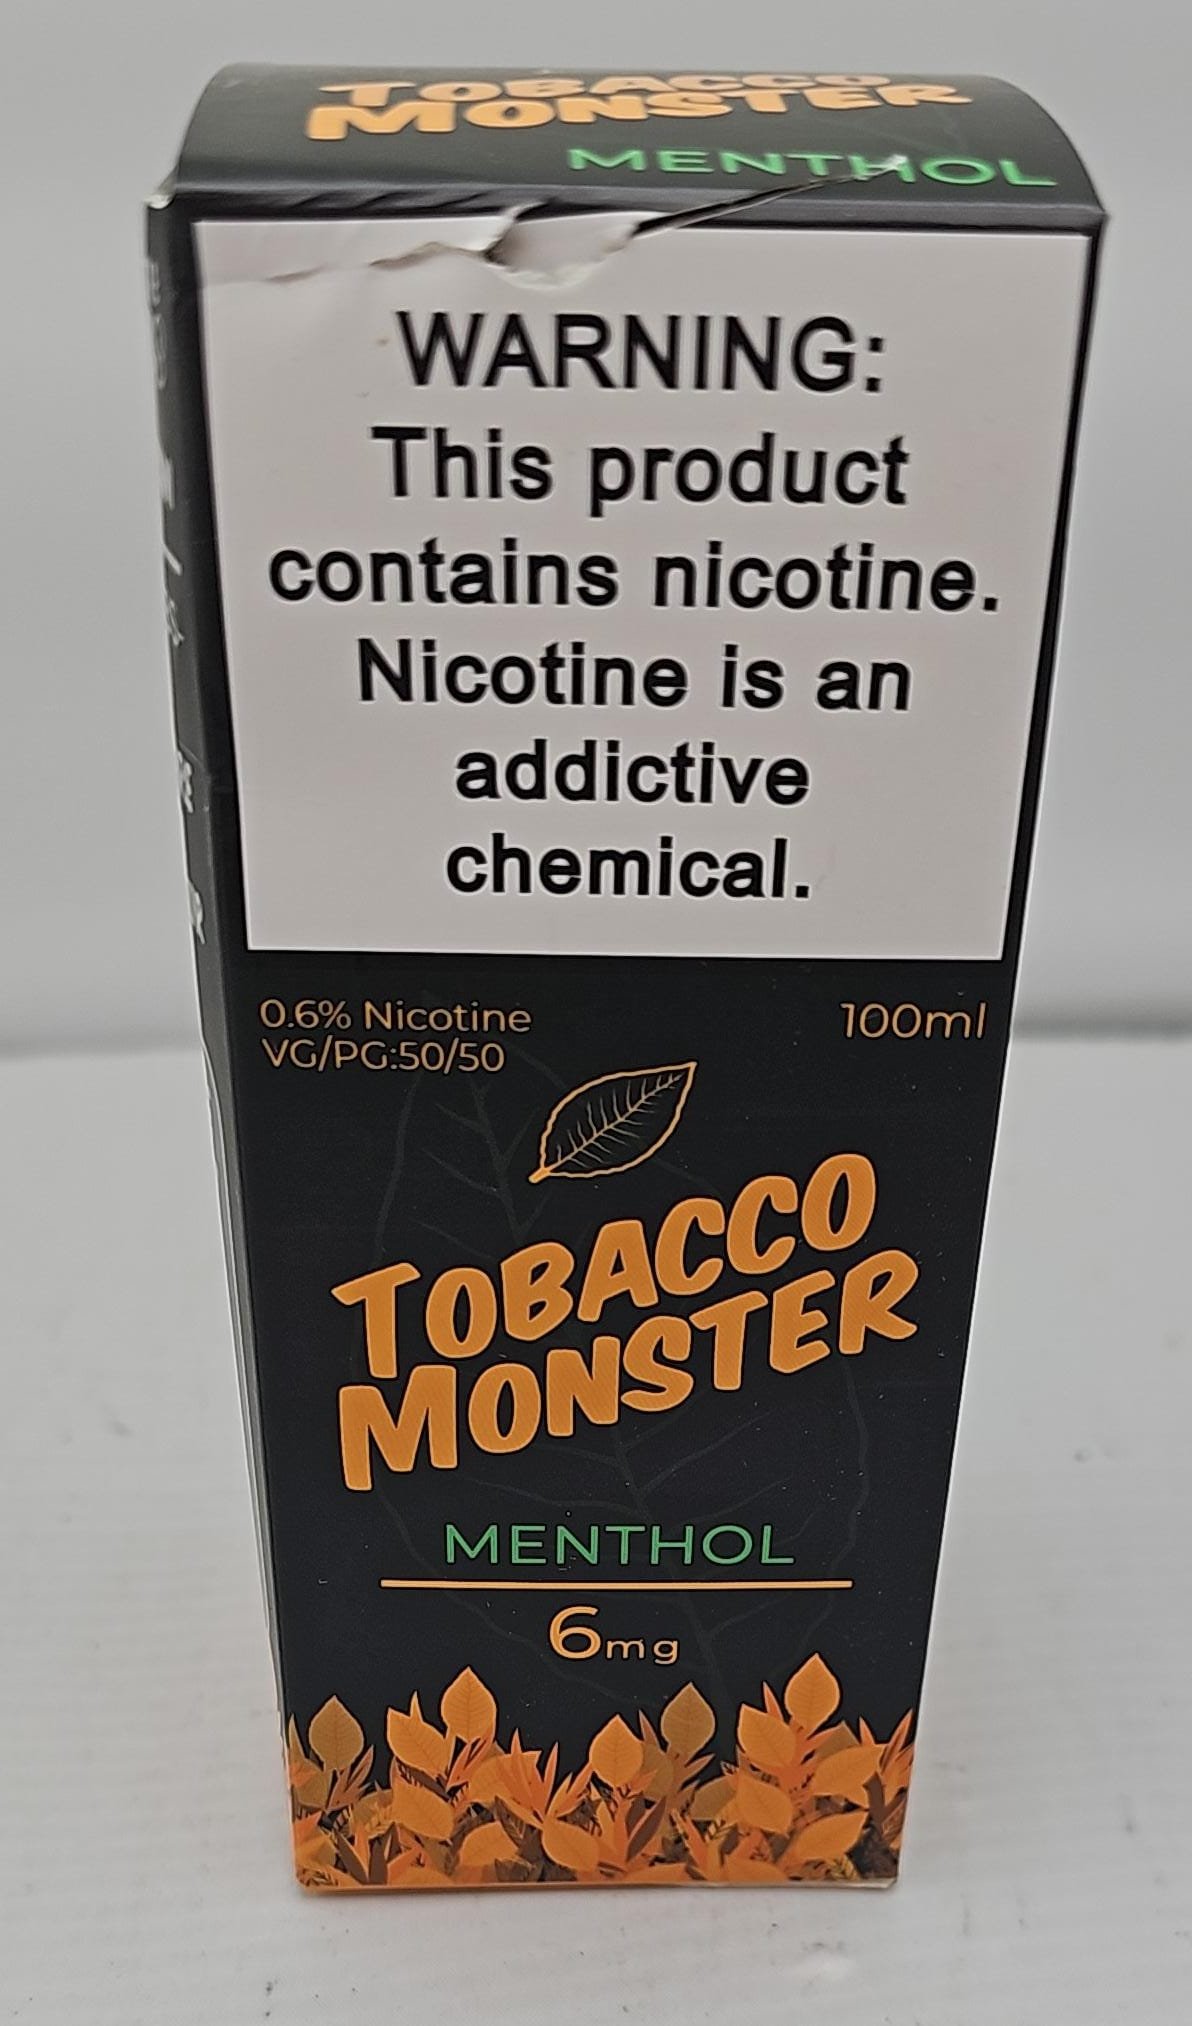 TOBACCO
MONSTER
MENTHOL
WARNING:
This product
contains nicotine.
Nicotine is an
addictive
chemical.
0.6% Nicotine
VG/PG:50/50
100ml
TOBACCO
MONSTER
MENTHOL
6mg